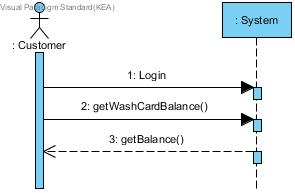 Visual Paradigm Standard(KEA)
: Customer
: System
1: Login
2: getWashCardBalance()
3: getBalance()